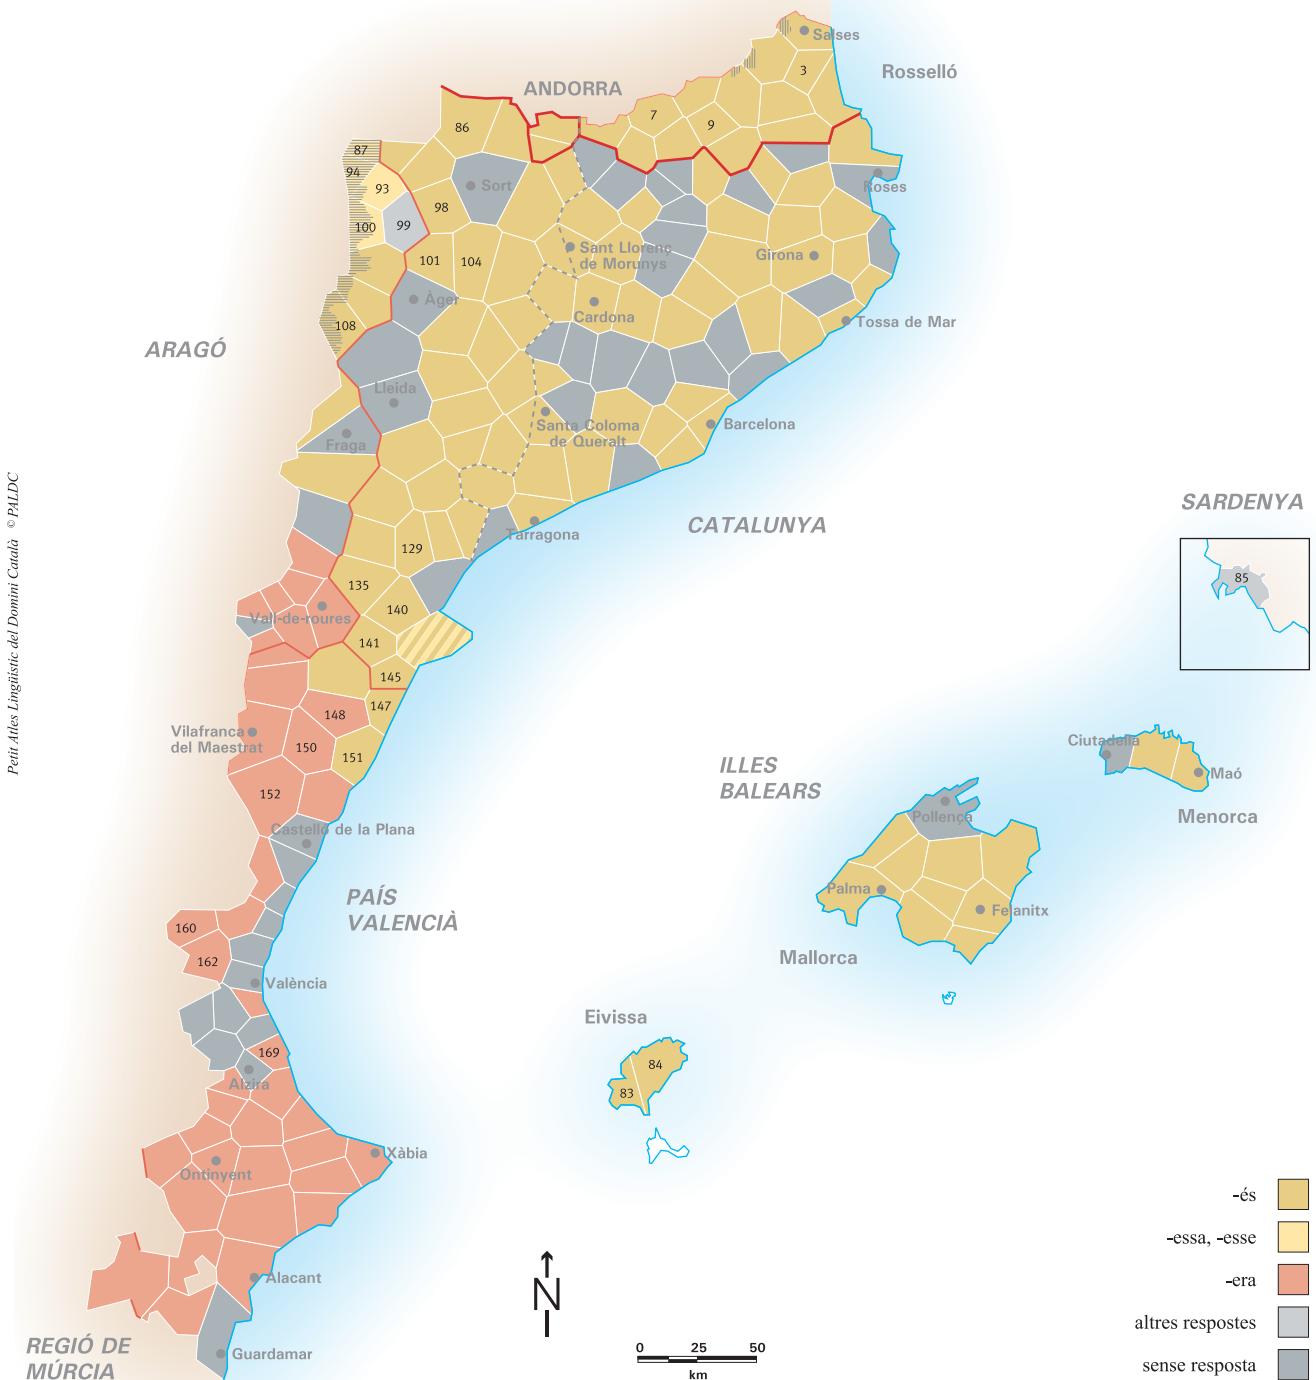 Salses
3
Rosselló
ANDORRA
7
9
86
87
94
93
Sort
Roses
98
99
100
101
104
Sant Llorenç
de Morunys
Girona
Àger
Cardona
108
Tossa de Mar
ARAGÓ
Lleida
Santa Coloma
de Queralt
Barcelona
Fraga
Petit Atles Lingüístic del Domini Català © PALDC
SARDENYA
CATALUNYA
Tarragona
129
85
135
140
Vall-de-roures
141
145
147
148
Vilafranca
del Maestrat
150
151
152
Ciutadella
Maó
ILLES
BALEARS
Menorca
Pollença
Castelló de la Plana
PAÍS
VALENCIÀ
Palma
Felanitx
160
162
Mallorca
València
Eivissa
169
84
83
Alzira
Xàbia
Ontinyent
-és
-essa, -esse
-era
altres respostes
sense resposta
Alacant
N
REGIÓ DE
MÚRCIA
Guardamar
0 25 50
km